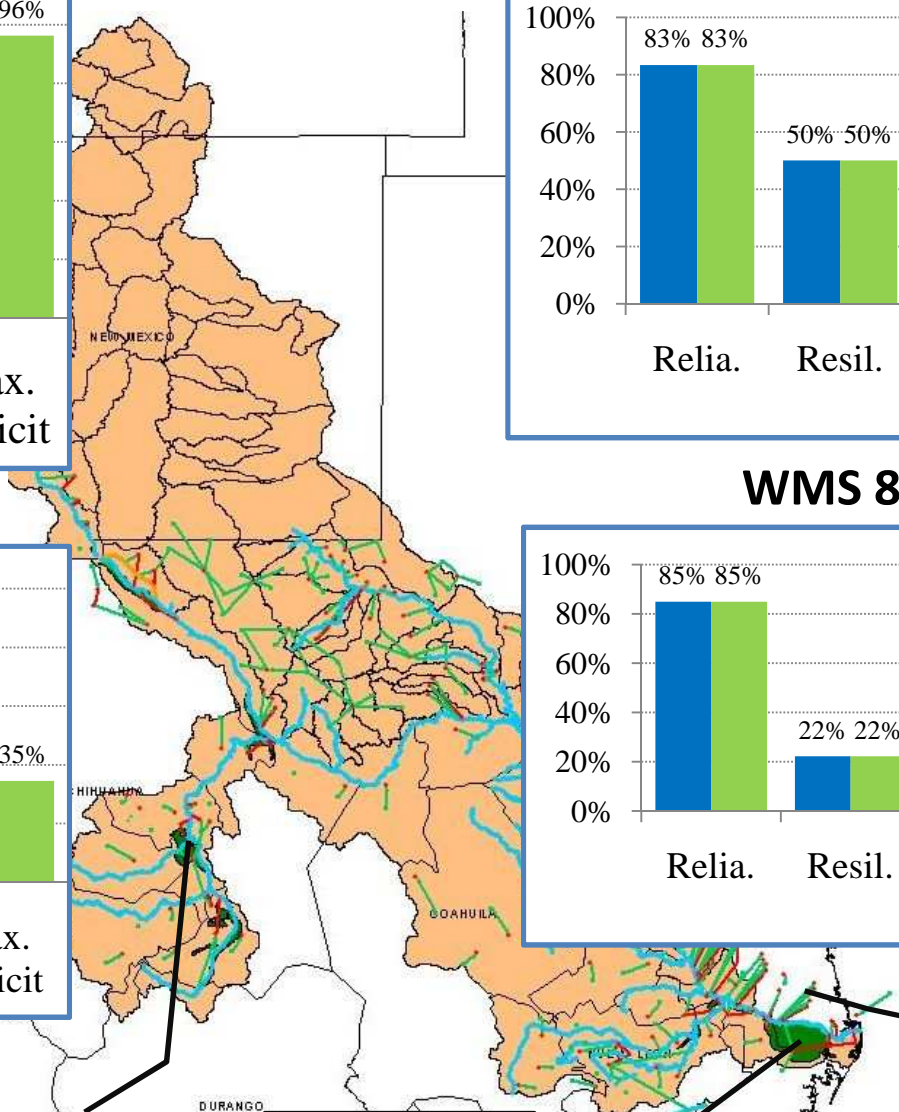 96%
ax.
icit
100%
80%
60%
40%
20%
0%
83% 83%
50% 50%
Relia. Resil.
NEW MEXICO
WMS 8
100%
80%
60%
40%
20%
0%
85% 85%
22% 22%
Relia. Resil.
35%
ax.
icit
HIHUAHUA
COAHUILA
DURANGO